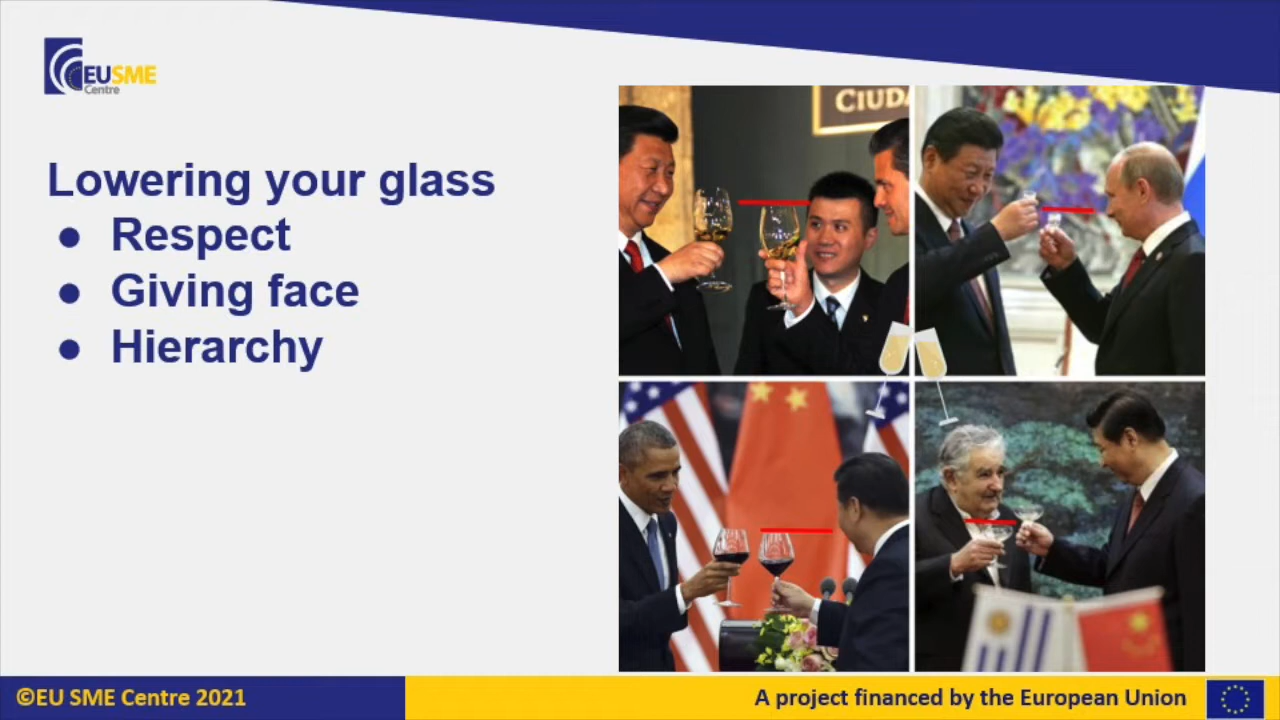 EUSME
Centre
CIUDA
Lowering your glass
● Respect
● Giving face
● Hierarchy
©EU SME Centre 2021
A project financed by the European Union